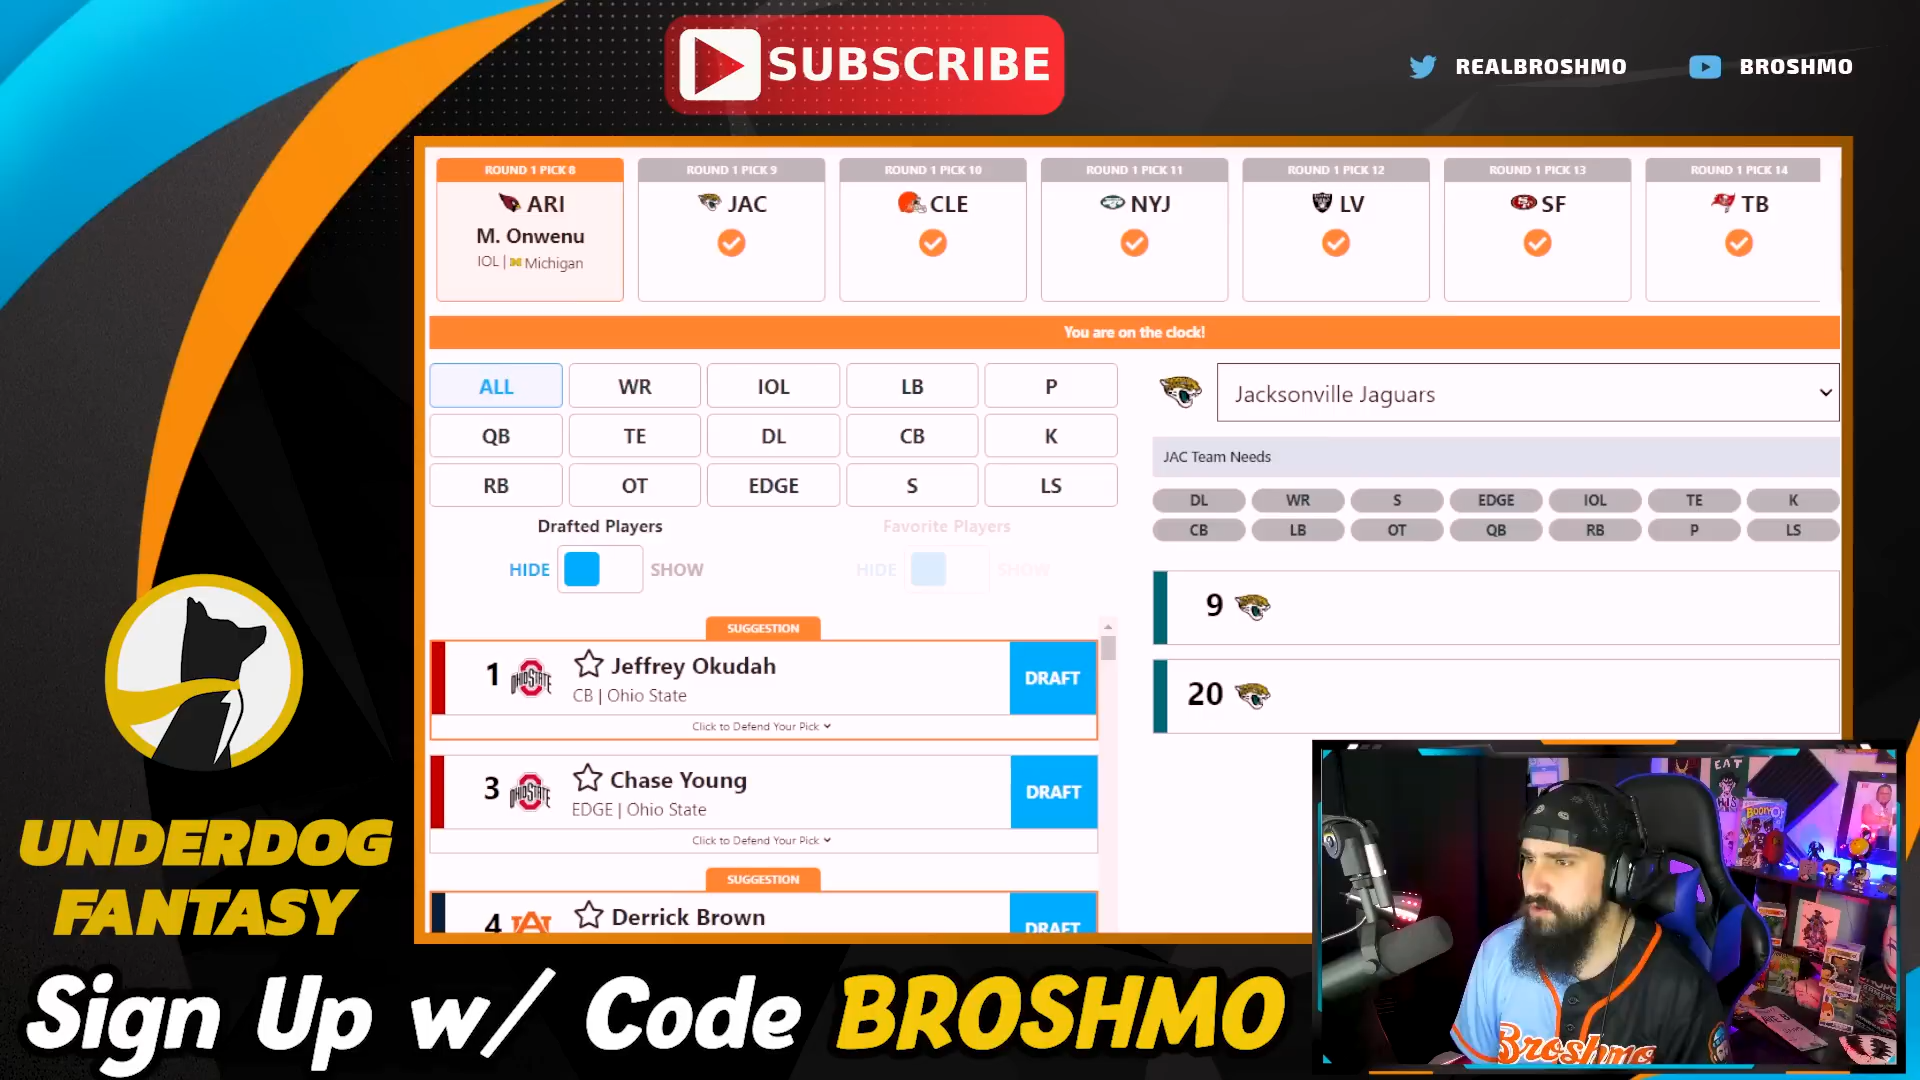 SUBSCRIBE
REALBROSHMO
BROSHMO
ROUND 1 PICK 8
ARI
M. Onwenu
IOL | Michigan
ROUND 1 PICK 9
JAC
ROUND 1 PICK 10
CLE
ROUND 1 PICK 11
NYJ
ROUND 1 PICK 12
LV
ROUND 1 PICK 13
SF
ROUND 1 PICK 14
TB
You are on the clock!
ALL WR IOL LB P
QB TE DL CB K
RB OT EDGE S LS
Drafted Players
HIDE SHOW
Favorite Players
HIDE SHOW
SUGGESTION
1 OHIO STATE Jeffrey Okudah
CB | Ohio State
DRAFT
Click to Defend Your Pick
3 OHIO STATE Chase Young
EDGE | Ohio State
DRAFT
Click to Defend Your Pick
SUGGESTION
4 Derrick Brown
DRAFT
Jacksonville Jaguars
JAC Team Needs
DL WR S EDGE IOL TE K
CB LB OT QB RB P LS
9
20
UNDERDOG
FANTASY
Sign Up w/ Code BROSHMO
EAT
Broshmo